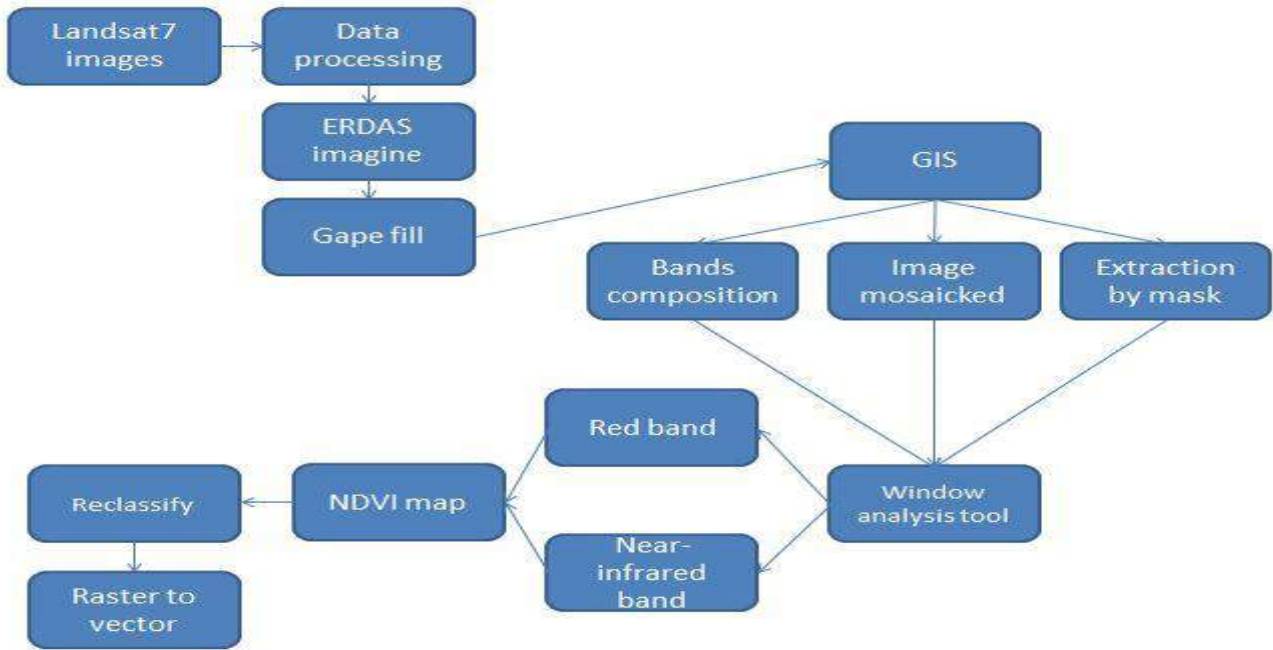 Landsat7
images
Data
processing
ERDAS
imagine
Gape fill
GIS
Bands
composition
Image
mosaicked
Extraction
by mask
Window
analysis tool
Red band
Near-
infrared
band
NDVI map
Reclassify
Raster to
vector